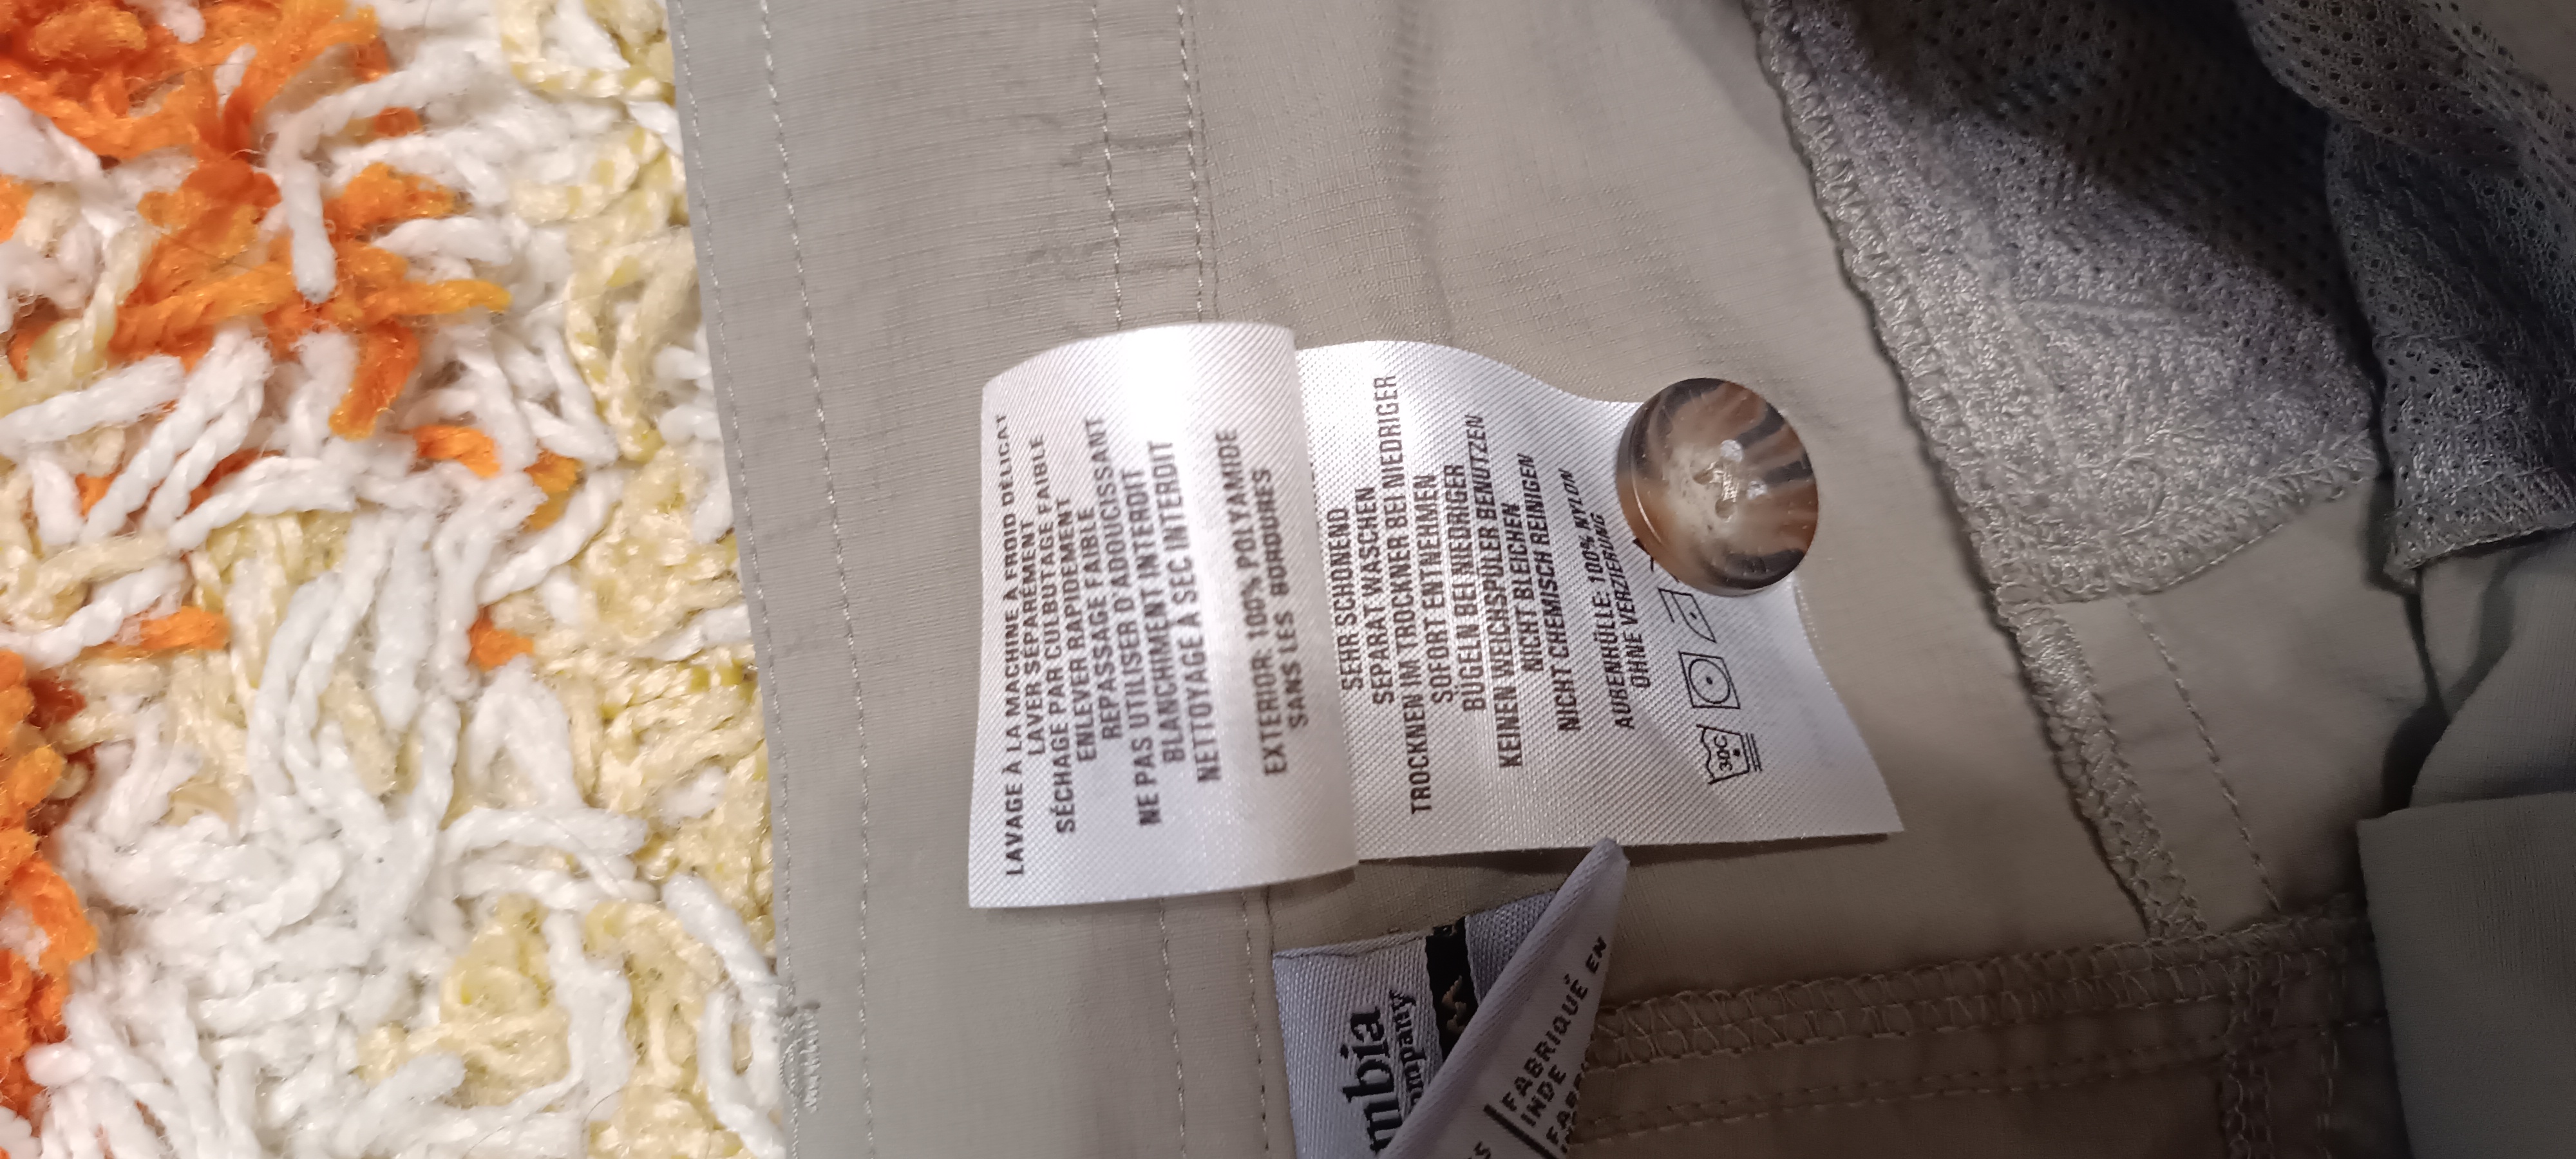 LAVAGE À LA MACHINE À FROID DÉLICAT
LAVER SÉPARÉMENT
SÉCHAGE PAR CULBUTAGE FAIBLE
ENLEVER RAPIDEMENT
REPASSAGE FAIBLE
NE PAS UTILISER D'ADOUCISSANT
BLANCHIMENT INTERDIT
NETTOYAGE A SEC INTERDIT
EXTERIOR: 100% POLYAMIDE
SANS LES BORDURES
SEHR SCHONEND
SEPARAT WASCHEN
TROCKNEN IM TROCKNER BEI NIEDRIGER
SOFORT ENTNEHMEN
BÜGELN BEI NIEDRIGER
KEINEN WEICHSPÜLER BENUTZEN
NICHT BLEICHEN
NICHT CHEMISCH REINIGEN
AUßENHÜLLE: 100% NYLON
OHNE VERZIERUNG
30C
mbia
ompany
FABRIQUÉ EN
INDE